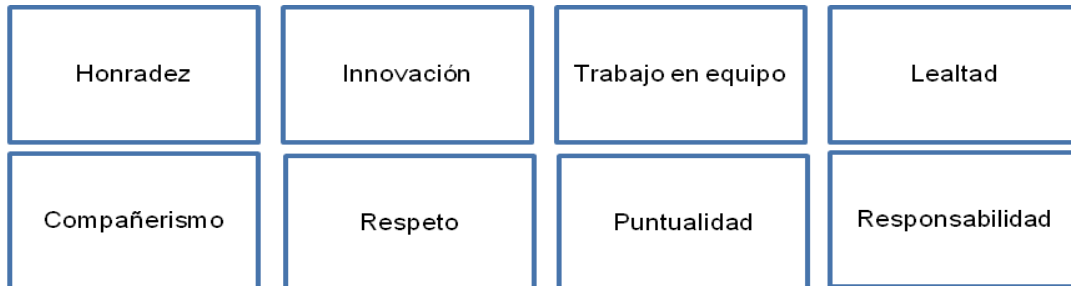 Honradez
Innovación
Trabajo en equipo
Lealtad
Compañerismo
Respeto
Puntualidad
Responsabilidad